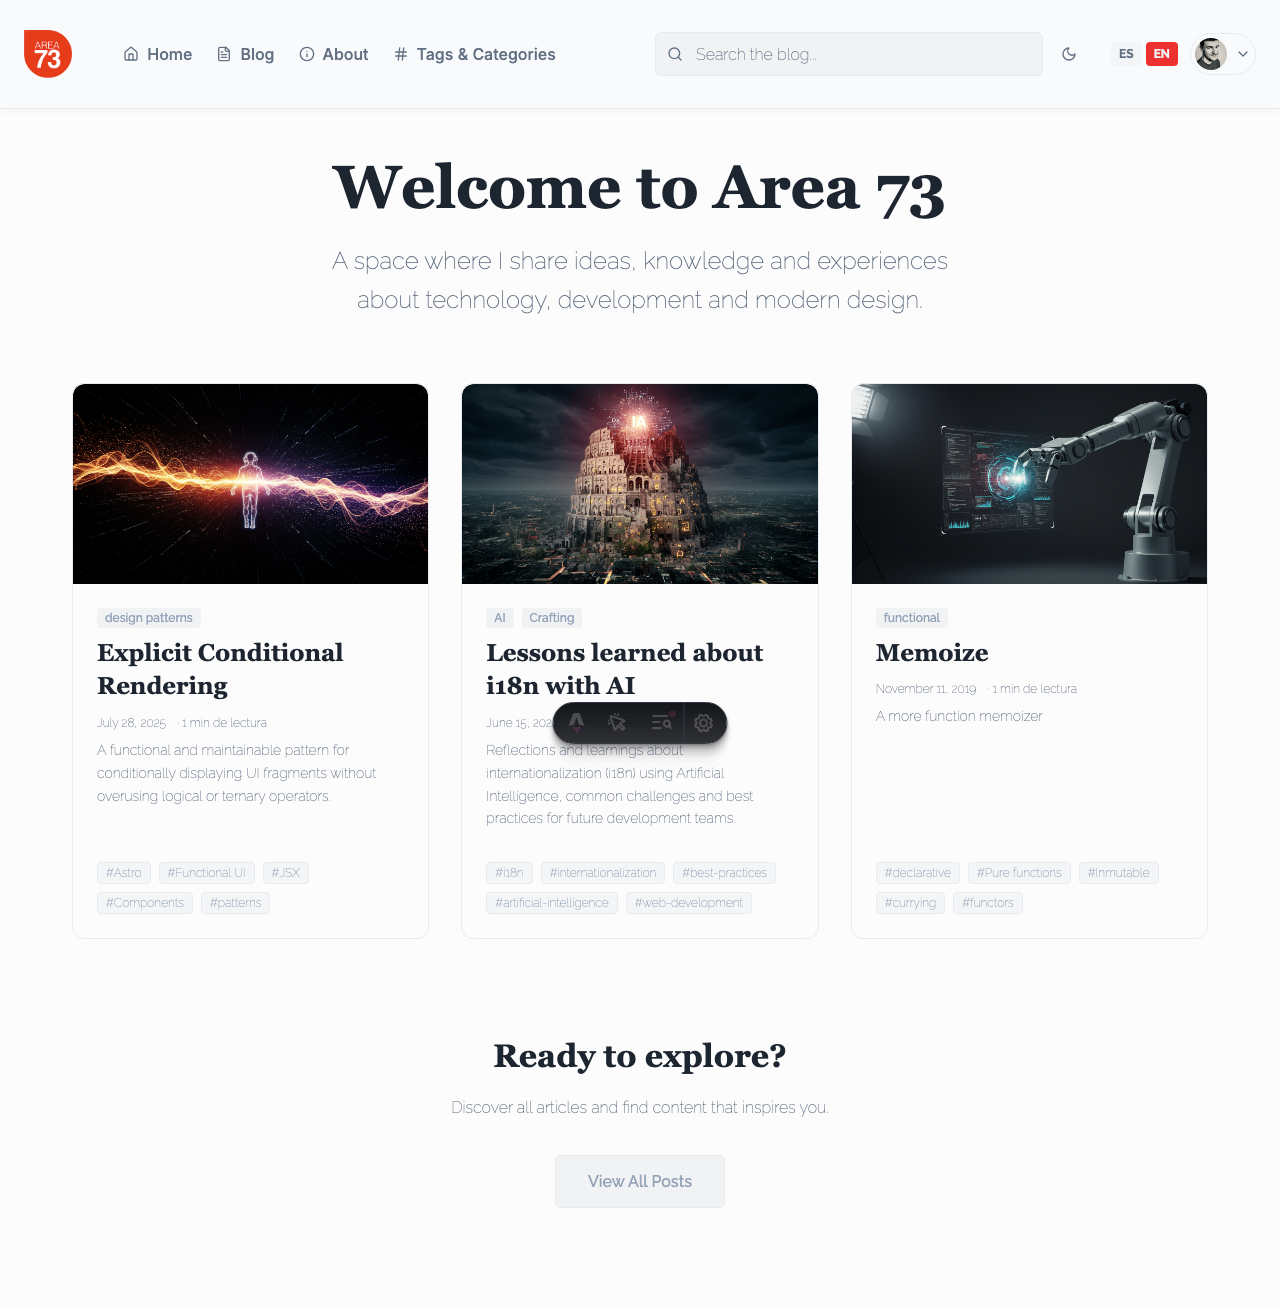 AREA
73
Home
Blog
About
Tags & Categories
Search the blog...
ES
EN
Welcome to Area 73
A space where I share ideas, knowledge and experiences
about technology, development and modern design.
IA
design patterns
Explicit Conditional
Rendering
July 28, 2025 · 1 min de lectura
A functional and maintainable pattern for
conditionally displaying UI fragments without
overusing logical or ternary operators.
#Astro #Functional UI #JSX
#Components #patterns
AI Crafting
Lessons learned about
i18n with AI
June 15, 202
Reflections and learnings about
internationalization (i18n) using Artificial
Intelligence, common challenges and best
practices for future development teams.
#i18n #internationalization #best-practices
#artificial-intelligence #web-development
functional
Memoize
November 11, 2019 · 1 min de lectura
A more function memoizer
#declarative #Pure functions #Inmutable
#currying #functors
Ready to explore?
Discover all articles and find content that inspires you.
View All Posts